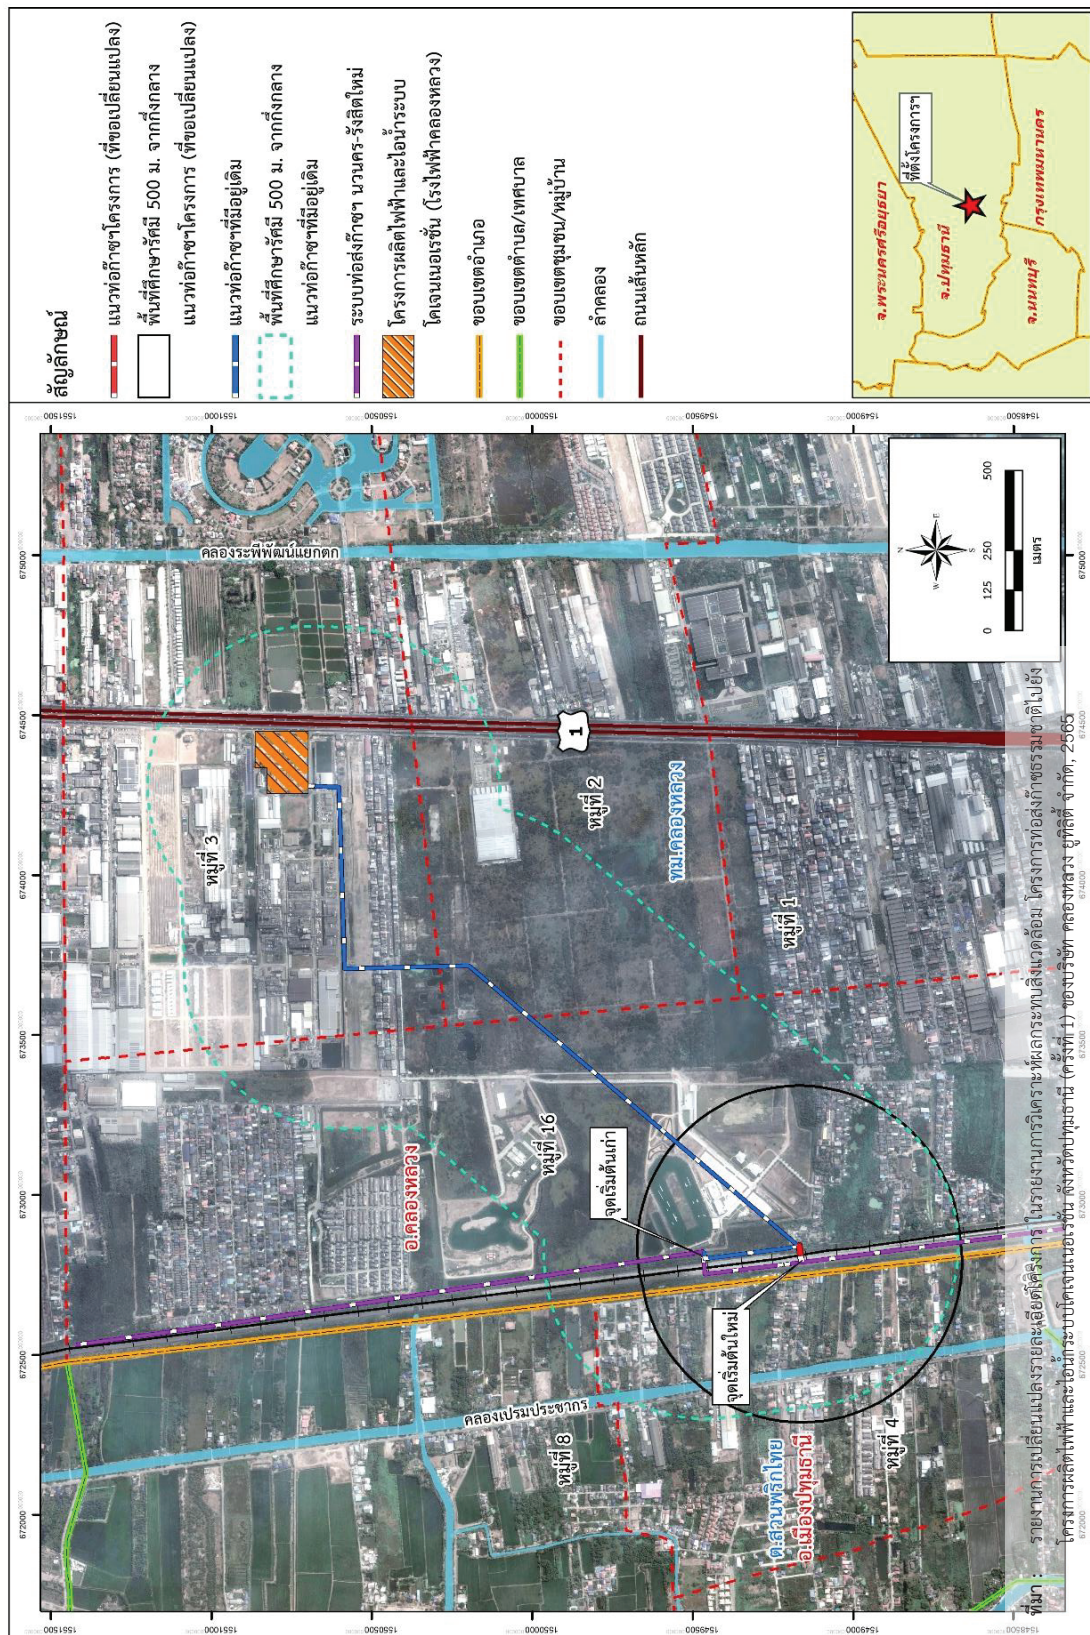 สัญลักษณ์
แนวท่อก๊าซฯโครงการ (ที่ขอเปลี่ยนแปลง)
พื้นที่ศึกษารัศมี 500 ม. จากกึ่งกลาง
แนวท่อก๊าซฯโครงการ (ที่ขอเปลี่ยนแปลง)
แนวท่อก๊าซฯที่มีอยู่เดิม
พื้นที่ศึกษารัศมี 500 ม. จากกึ่งกลาง
แนวท่อก๊าซฯที่มีอยู่เดิม
ระบบท่อส่งก๊าซฯ นวนคร-รังสิตใหม่
โครงการผลิตไฟฟ้าและไอน้ำระบบ
โคเจนเนอเรชั่น (โรงไฟฟ้าคลองหลวง)
ขอบเขตอำเภอ
ขอบเขตตำบล/เทศบาล
ขอบเขตชุมชน/หมู่บ้าน
ลำคลอง
ถนนเส้นหลัก
จ.พระนครศรีอยุธยา
จ.ปทุมธานี
ที่ตั้งโครงการฯ
จ.นนทบุรี
กรุงเทพมหานคร
672000
672500
673000
673500
674000
674500
675000
1551500
1551000
1550500
1550000
1549500
1549000
1548500
คลองระพีพัฒน์แยกตก
หมู่ที่ 3
1
หมู่ที่ 2
ทม.คลองหลวง
หมู่ที่ 1
อ.คลองหลวง
หมู่ที่ 16
จุดเริ่มต้นเก่า
จุดเริ่มต้นใหม่
คลองเปรมประชากร
หมู่ที่ 8
ต.สวนพริกไทย
อ.เมืองปทุมธานี
หมู่ที่ 4
N
E
S
W
0 125 250 500
เมตร
672000
672500
673000
673500
674000
674500
675000
1551500
1551000
1550500
1550000
1549500
1549000
1548500
ที่มา : รายงานการเปลี่ยนแปลงรายละเอียดโครงการ ในรายงานการวิเคราะห์ผลกระทบสิ่งแวดล้อม โครงการท่อส่งก๊าซธรรมชาติไปยัง
โครงการผลิตไฟฟ้าและไอน้ำระบบโคเจนเนอเรชั่น จังหวัดปทุมธานี (ครั้งที่ 1) ของบริษัท คลองหลวง ยูทิลิตี้ จำกัด, 2565